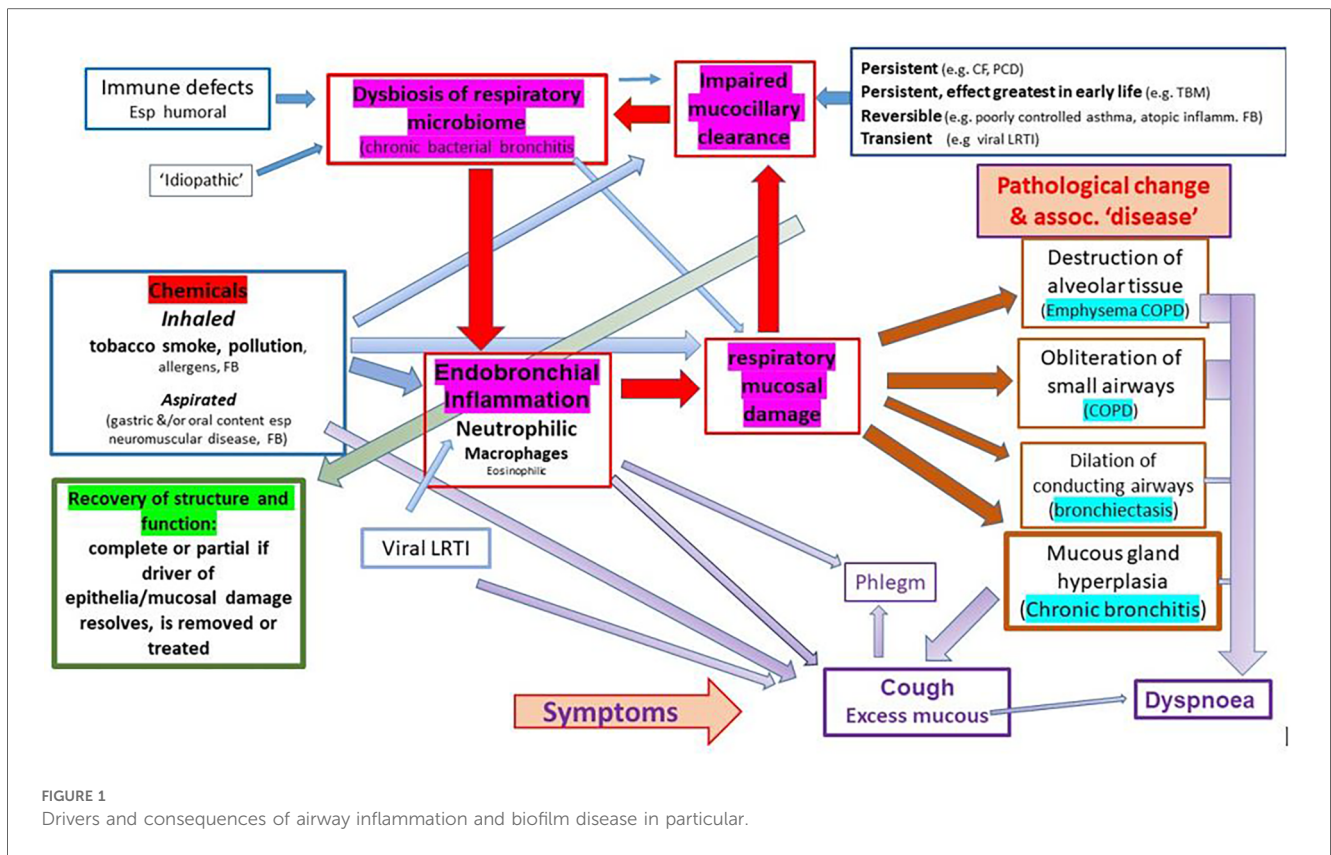 Immune defects
Esp humoral
'Idiopathic'
Dysbiosis of respiratory
microbiome
(chronic bacterial bronchitis
Impaired
mucocillary
clearance
Persistent (e.g. CF, PCD)
Persistent, effect greatest in early life (e.g. TBM)
Reversible (e.g. poorly controlled asthma, atopic inflamm. FB)
Transient (e.g viral LRTI)
Pathological change
& assoc. 'disease'
Chemicals
Inhaled
tobacco smoke, pollution,
allergens, FB
Aspirated
(gastric &/or oral content esp
neuromuscular disease, FB)
Endobronchial
Inflammation
Neutrophilic
Macrophages
Eosinophilic
respiratory
mucosal
damage
Destruction of
alveolar tissue
(Emphysema COPD)
Obliteration of
small airways
(COPD)
Dilation of
conducting airways
(bronchiectasis)
Mucous gland
hyperplasia
(Chronic bronchitis)
Recovery of structure and
function:
complete or partial if
driver of
epithelia/mucosal damage
resolves, is removed or
treated
Viral LRTI
Phlegm
Symptoms
Cough
Excess mucous
Dyspnoea
FIGURE 1
Drivers and consequences of airway inflammation and biofilm disease in particular.